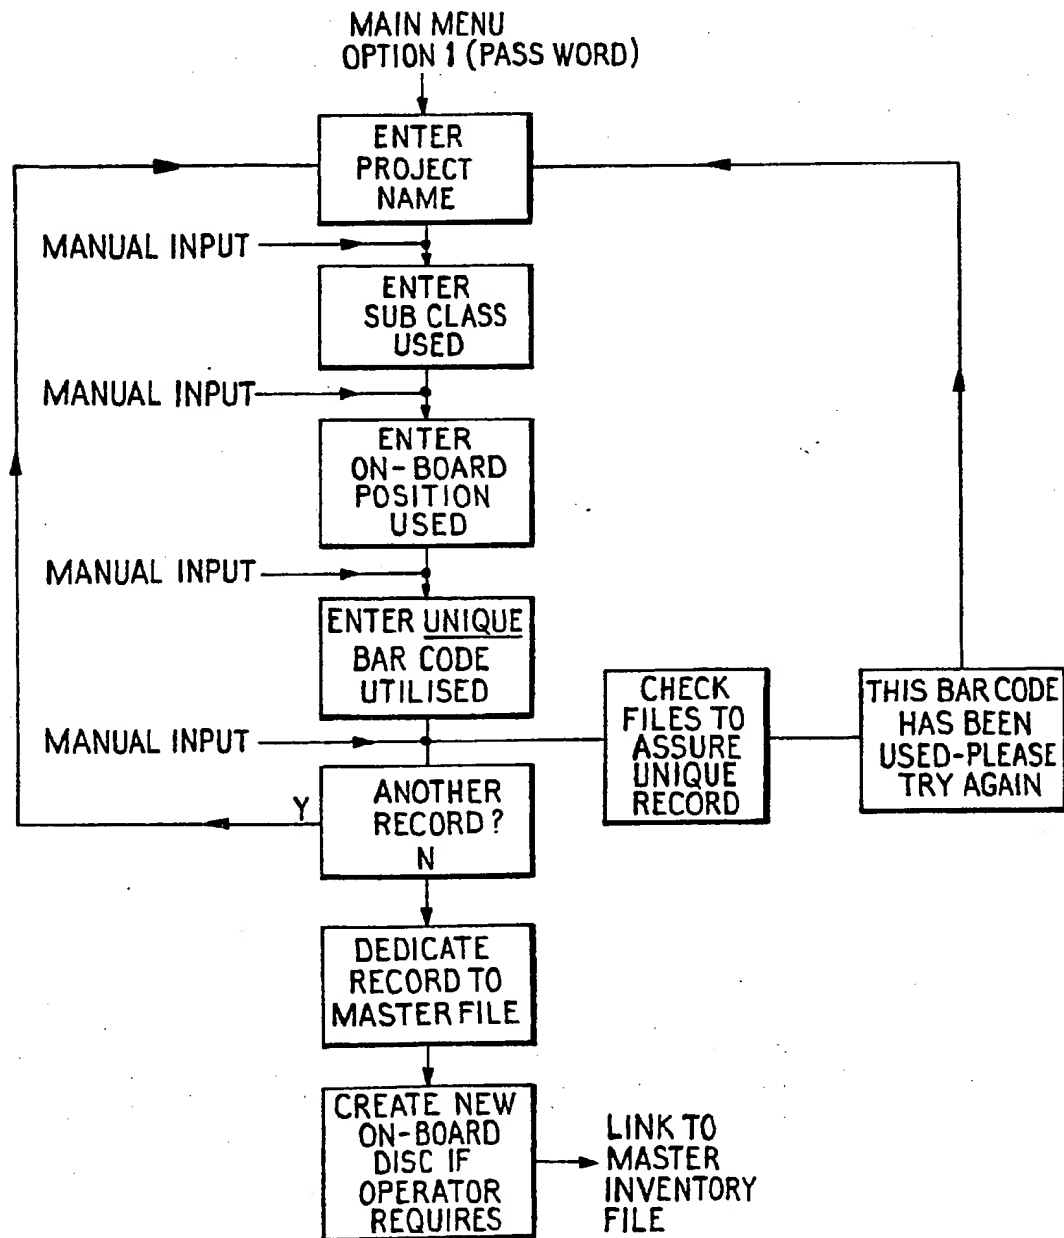 MAIN MENU
OPTION 1 (PASS WORD)
ENTER
PROJECT
NAME
MANUAL INPUT
ENTER
SUB CLASS
USED
MANUAL INPUT
ENTER
ON-BOARD
POSITION
USED
MANUAL INPUT
ENTER UNIQUE
BAR CODE
UTILISED
MANUAL INPUT
CHECK
FILES TO
ASSURE
UNIQUE
RECORD
THIS BAR CODE
HAS BEEN
USED-PLEASE
TRY AGAIN
Y
ANOTHER
RECORD?
N
DEDICATE
RECORD TO
MASTER FILE
CREATE NEW
ON-BOARD
DISC IF
OPERATOR
REQUIRES
LINK TO
MASTER
INVENTORY
FILE